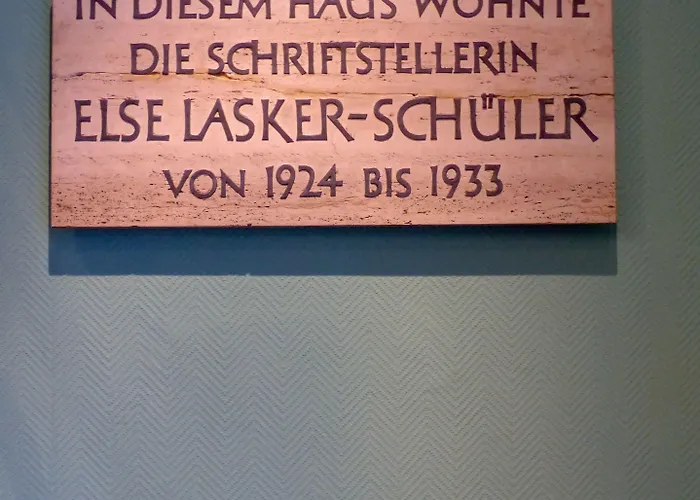 IN DIESEM HAUS WOHNTE
DIE SCHRIFTSTELLERIN
ELSE LASKER-SCHÜLER
VON 1924 BIS 1933